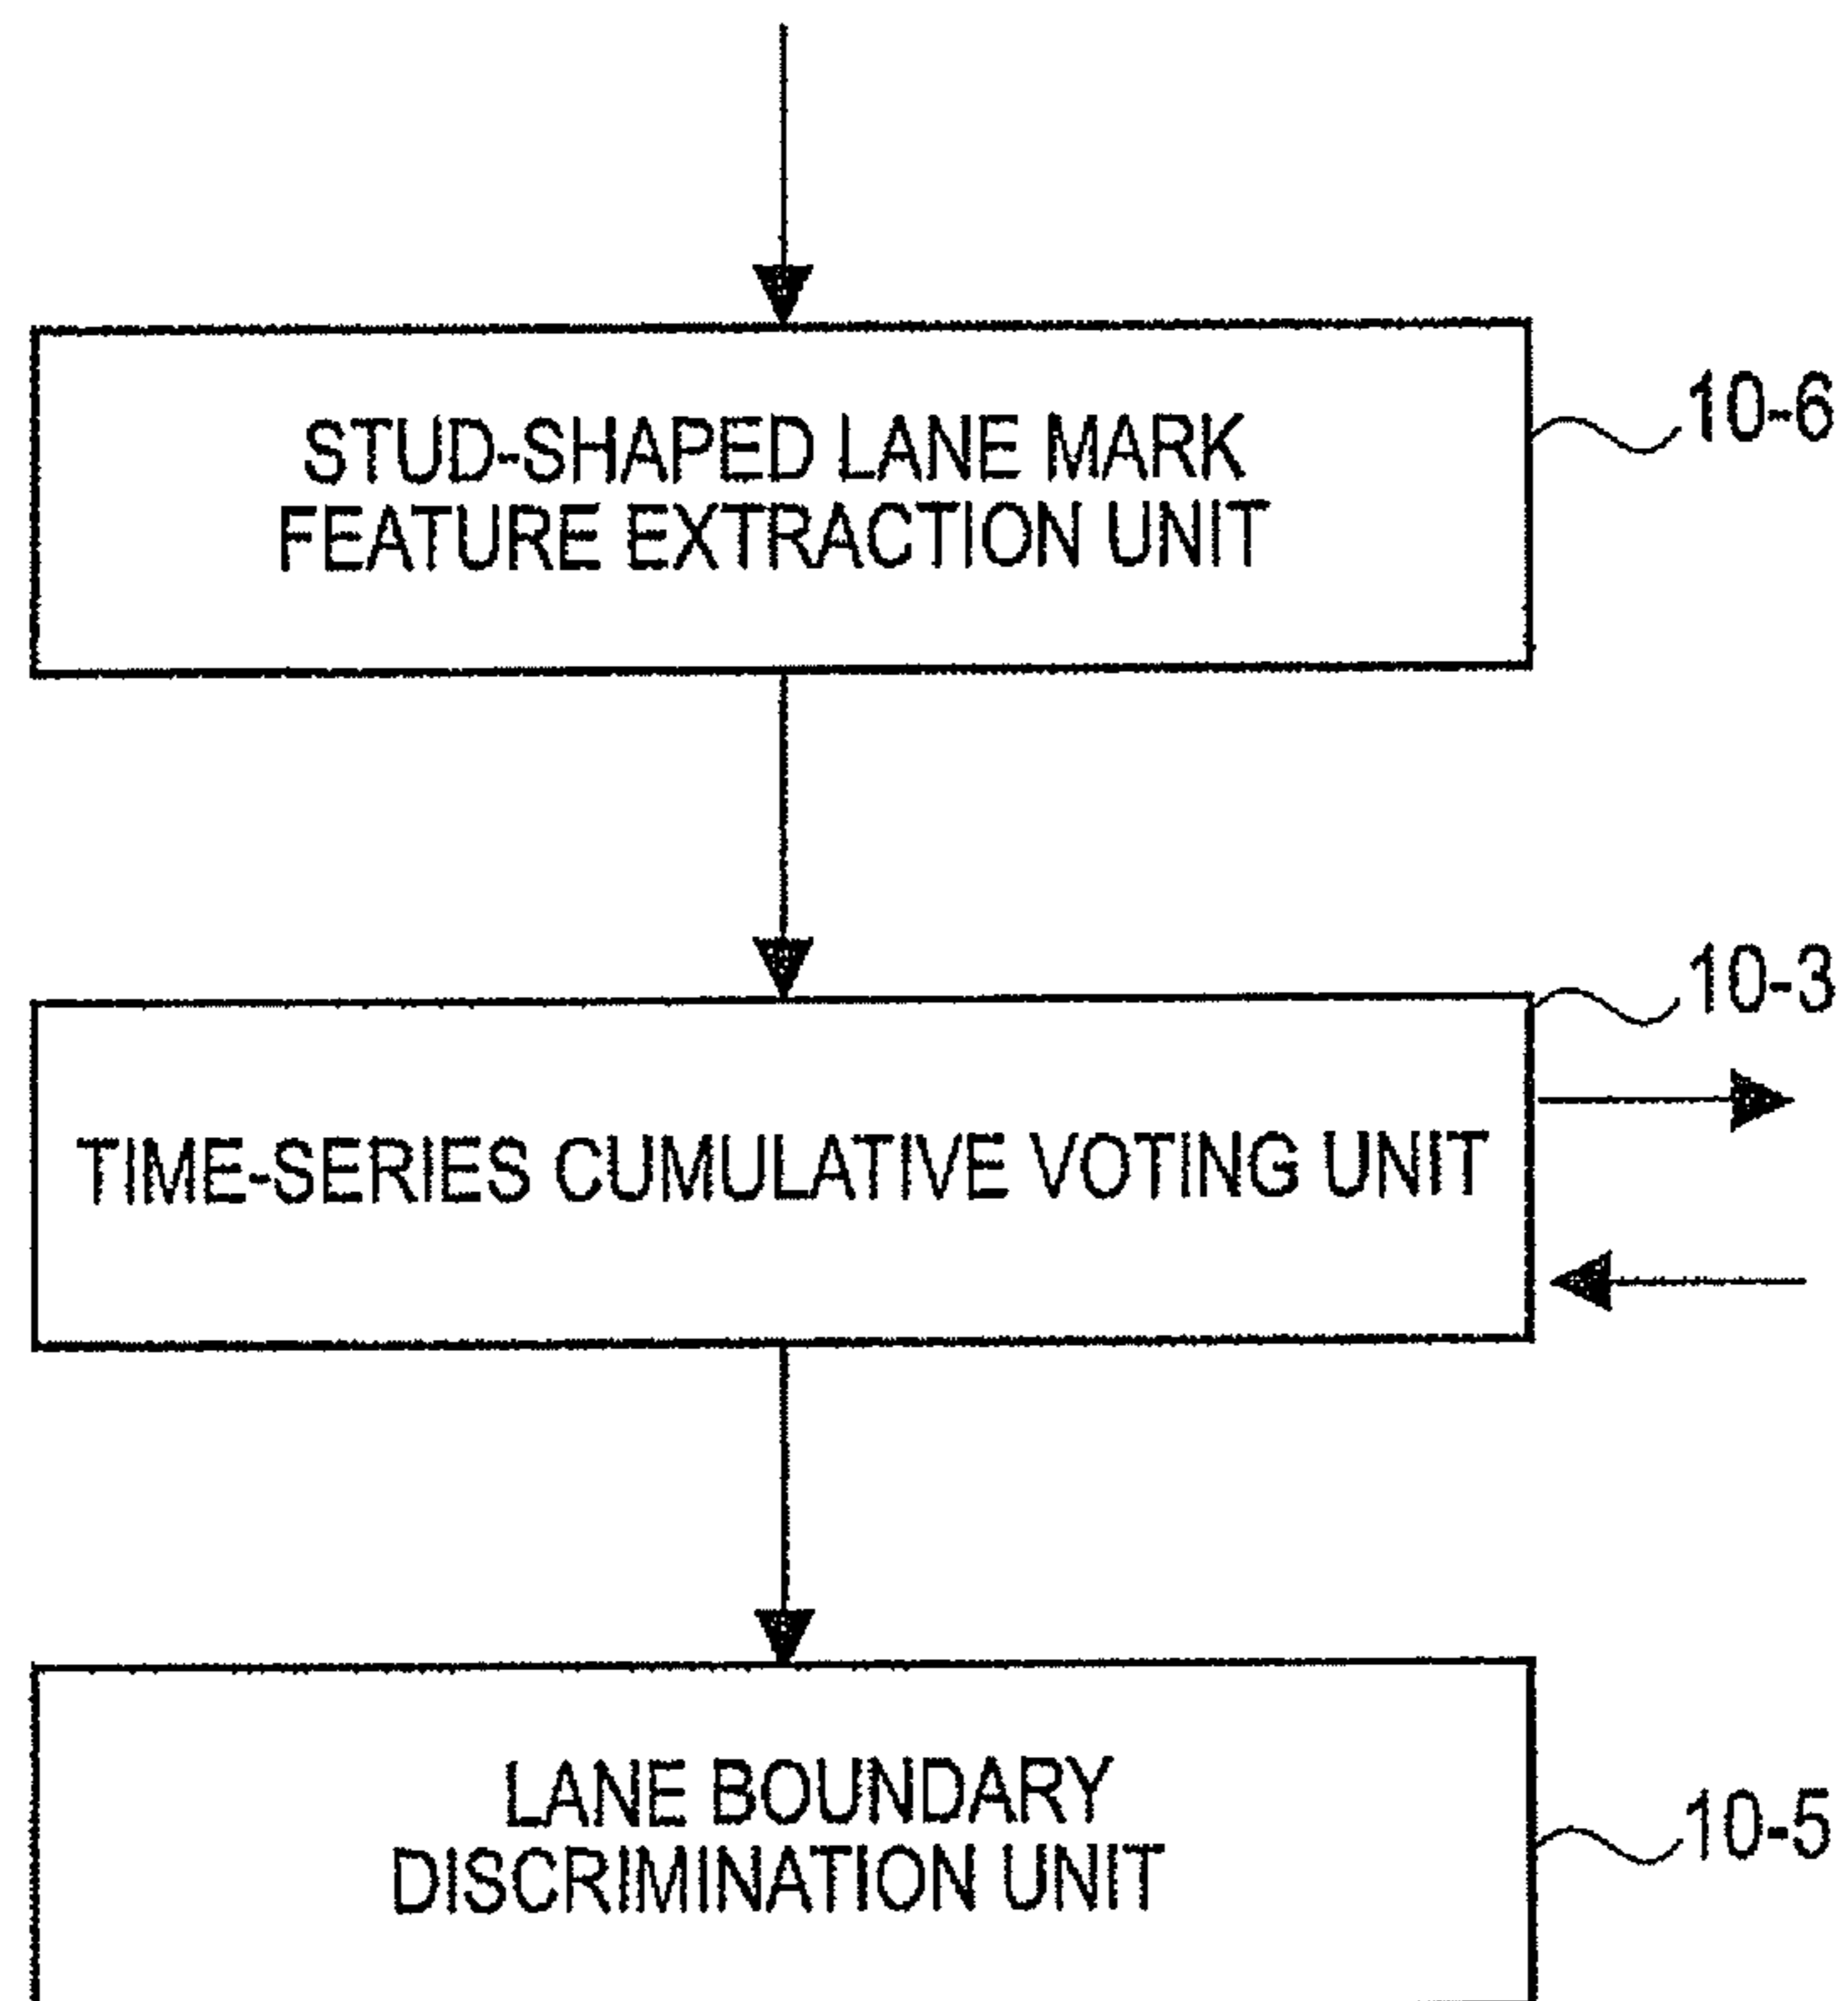 STUD-SHAPED LANE MARK
FEATURE EXTRACTION UNIT
10-6
10-3
TIME-SERIES CUMULATIVE VOTING UNIT
LANE BOUNDARY
DISCRIMINATION UNIT
10-5